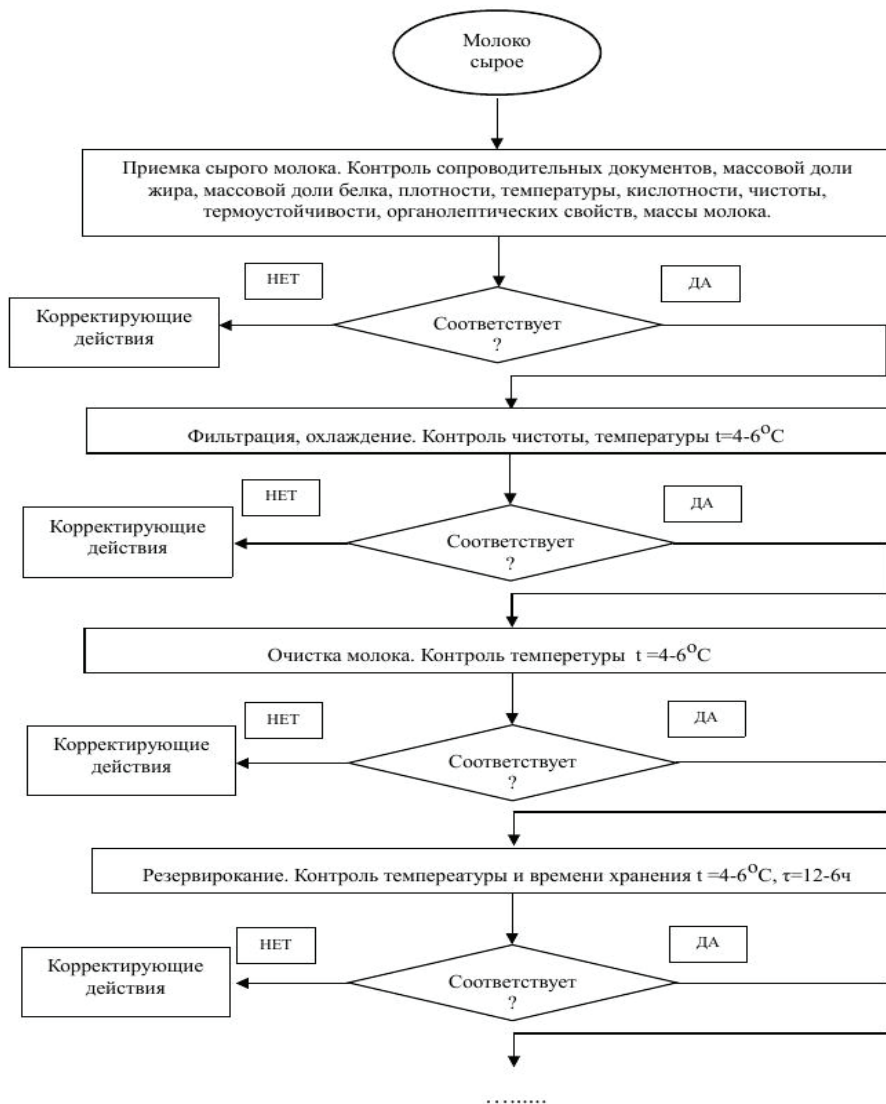 Молоко
сырое
Приемка сырого молока. Контроль сопроводительных документов, массовой доли
жира, массовой доли белка, плотности, температуры, кислотности, чистоты,
термоустойчивости, органолептических свойств, массы молока.
НЕТ
ДА
Корректирующие
действия
Соответствует
?
Фильтрация, охлаждение. Контроль чистоты, температуры t=4-6°C
НЕТ
ДА
Корректирующие
действия
Соответствует
?
Очистка молока. Контроль темперетуры t =4-6°C
НЕТ
ДА
Корректирующие
действия
Соответствует
?
Резервирокание. Контроль темпереатуры и времени хранения t =4-6°C, τ=12-6ч
НЕТ
ДА
Корректирующие
действия
Соответствует
?
….......